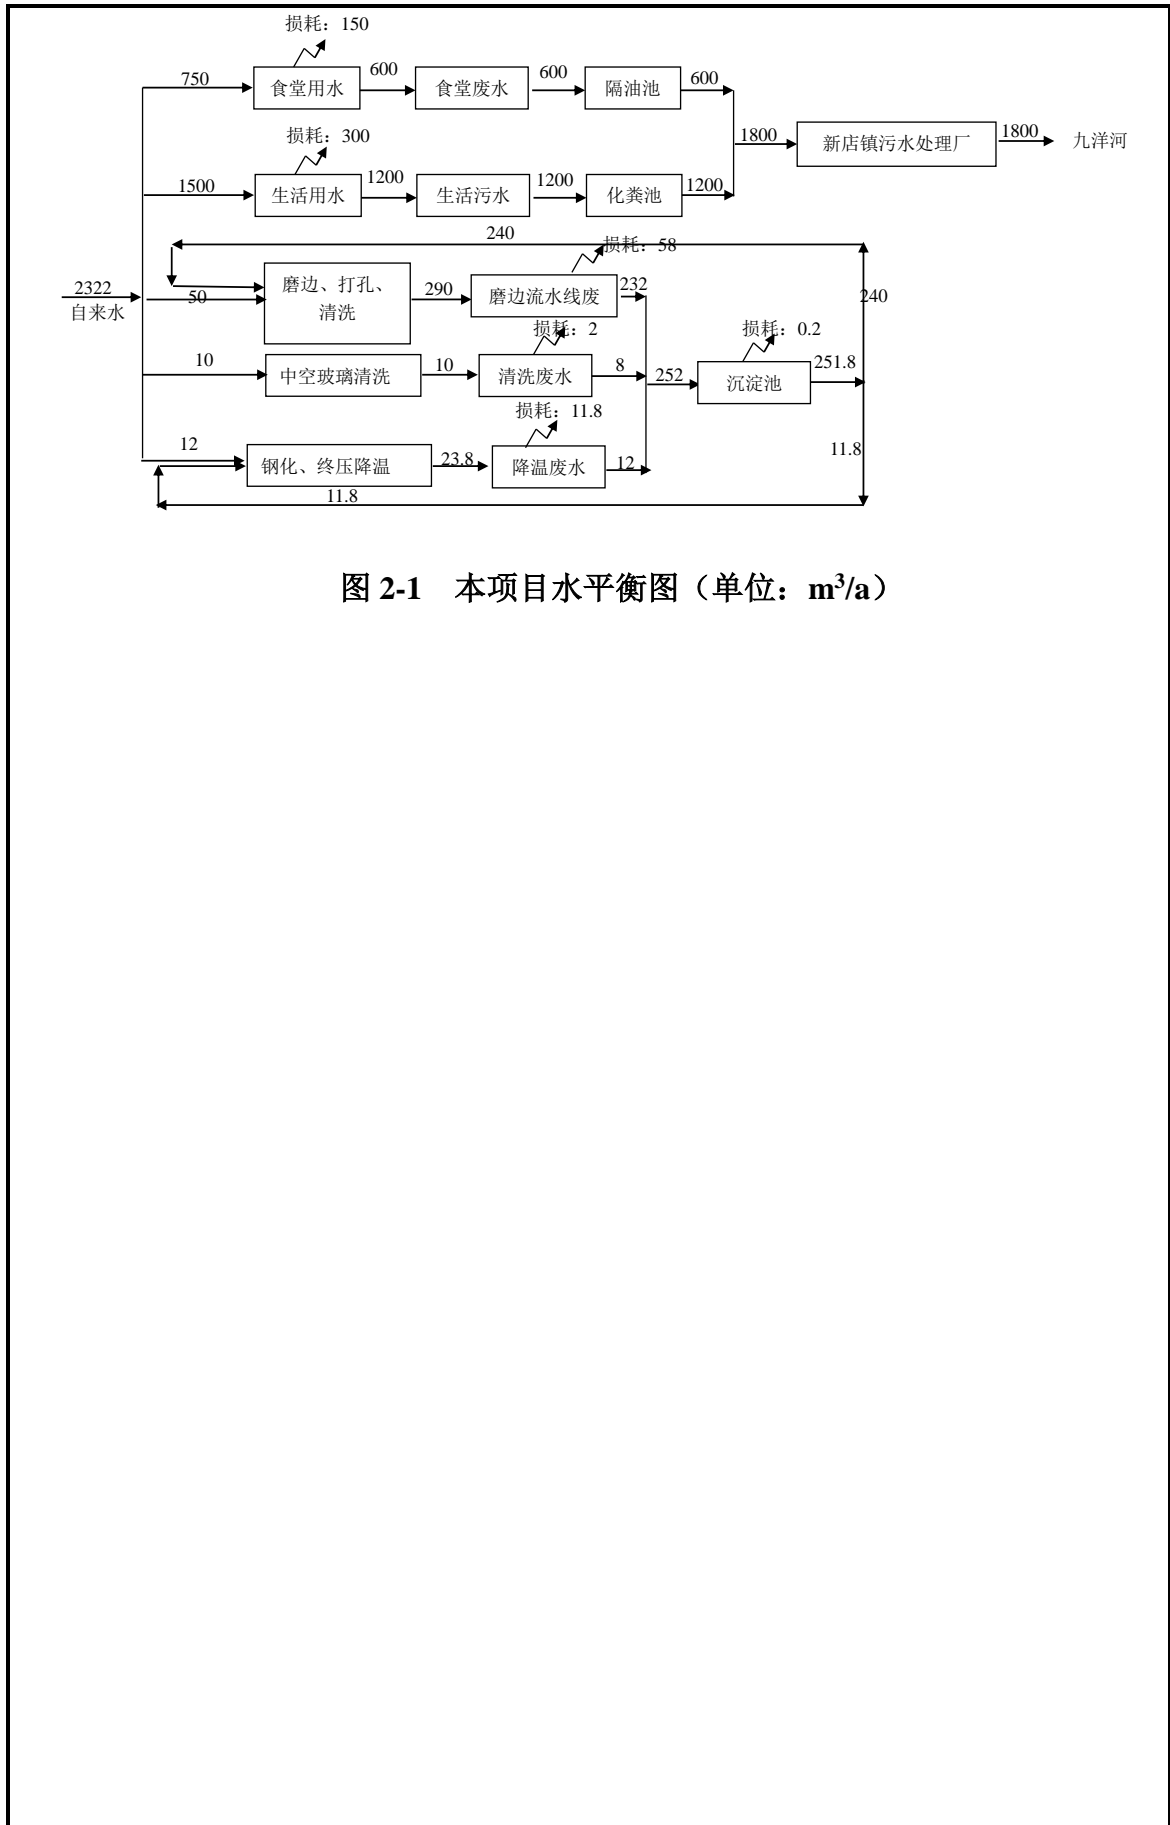 损耗：150
750
食堂用水
600
食堂废水
600
隔油池
600
损耗：300
1500
生活用水
1200
生活污水
1200
化粪池
1200
1800
新店镇污水处理厂
1800
九洋河
240
损耗：58
2322
自来水
50
磨边、打孔、
清洗
290
磨边流水线废
232
240
损耗：2
10
中空玻璃清洗
10
清洗废水
8
252
损耗：0.2
沉淀池
251.8
损耗：11.8
12
钢化、终压降温
23.8
降温废水
12
11.8
11.8
图 2-1 本项目水平衡图（单位：m³/a）